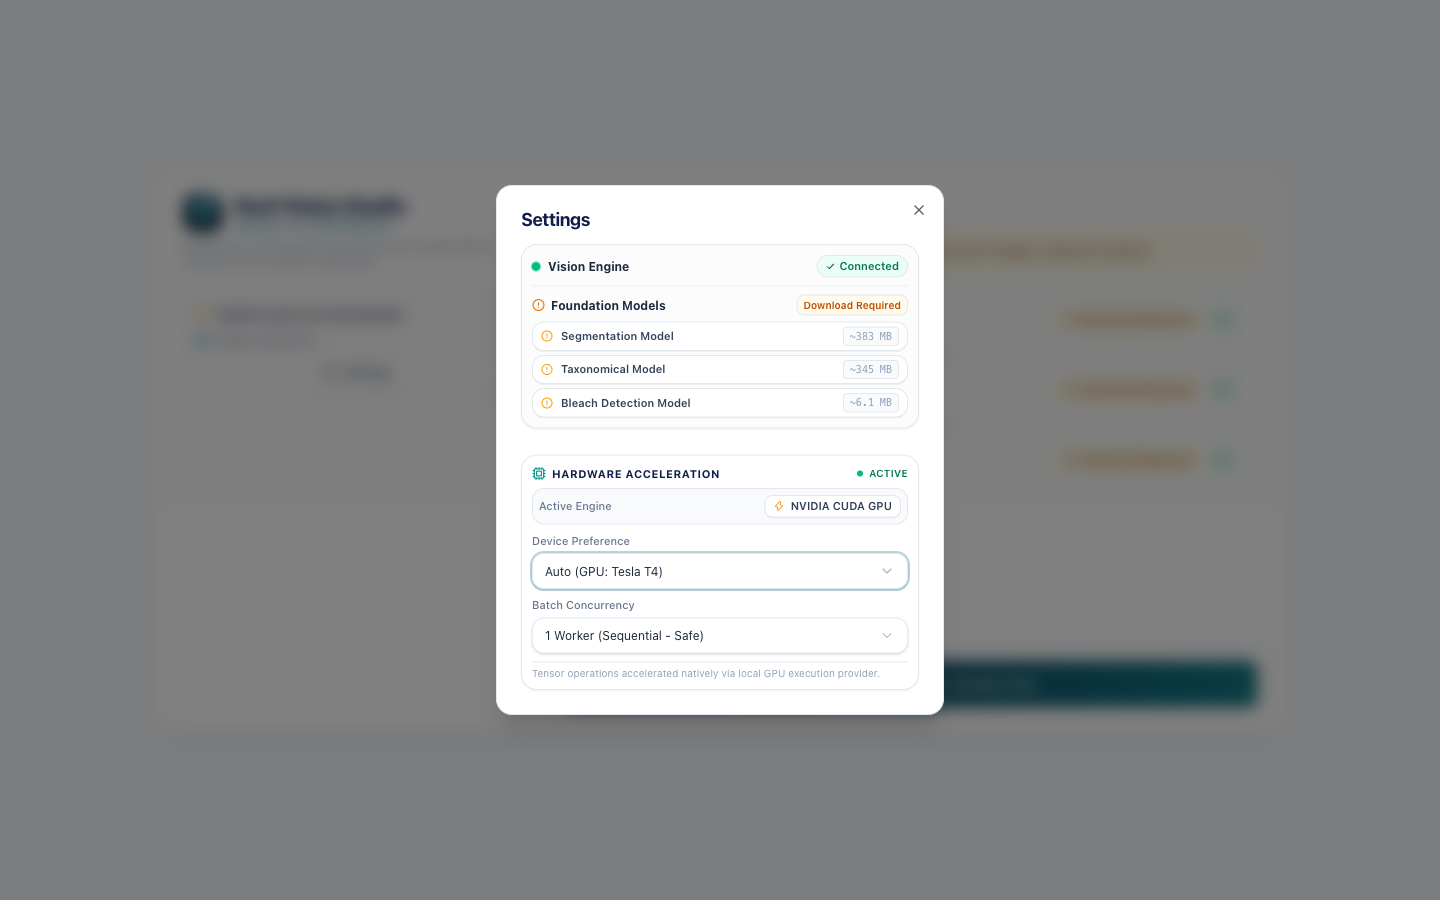 Settings
Vision Engine
Connected
Foundation Models
Download Required
Segmentation Model
~383 MB
Taxonomical Model
~345 MB
Bleach Detection Model
~6.1 MB
HARDWARE ACCELERATION
ACTIVE
Active Engine
NVIDIA CUDA GPU
Device Preference
Auto (GPU: Tesla T4)
Batch Concurrency
1 Worker (Sequential - Safe)
Tensor operations accelerated natively via local GPU execution provider.